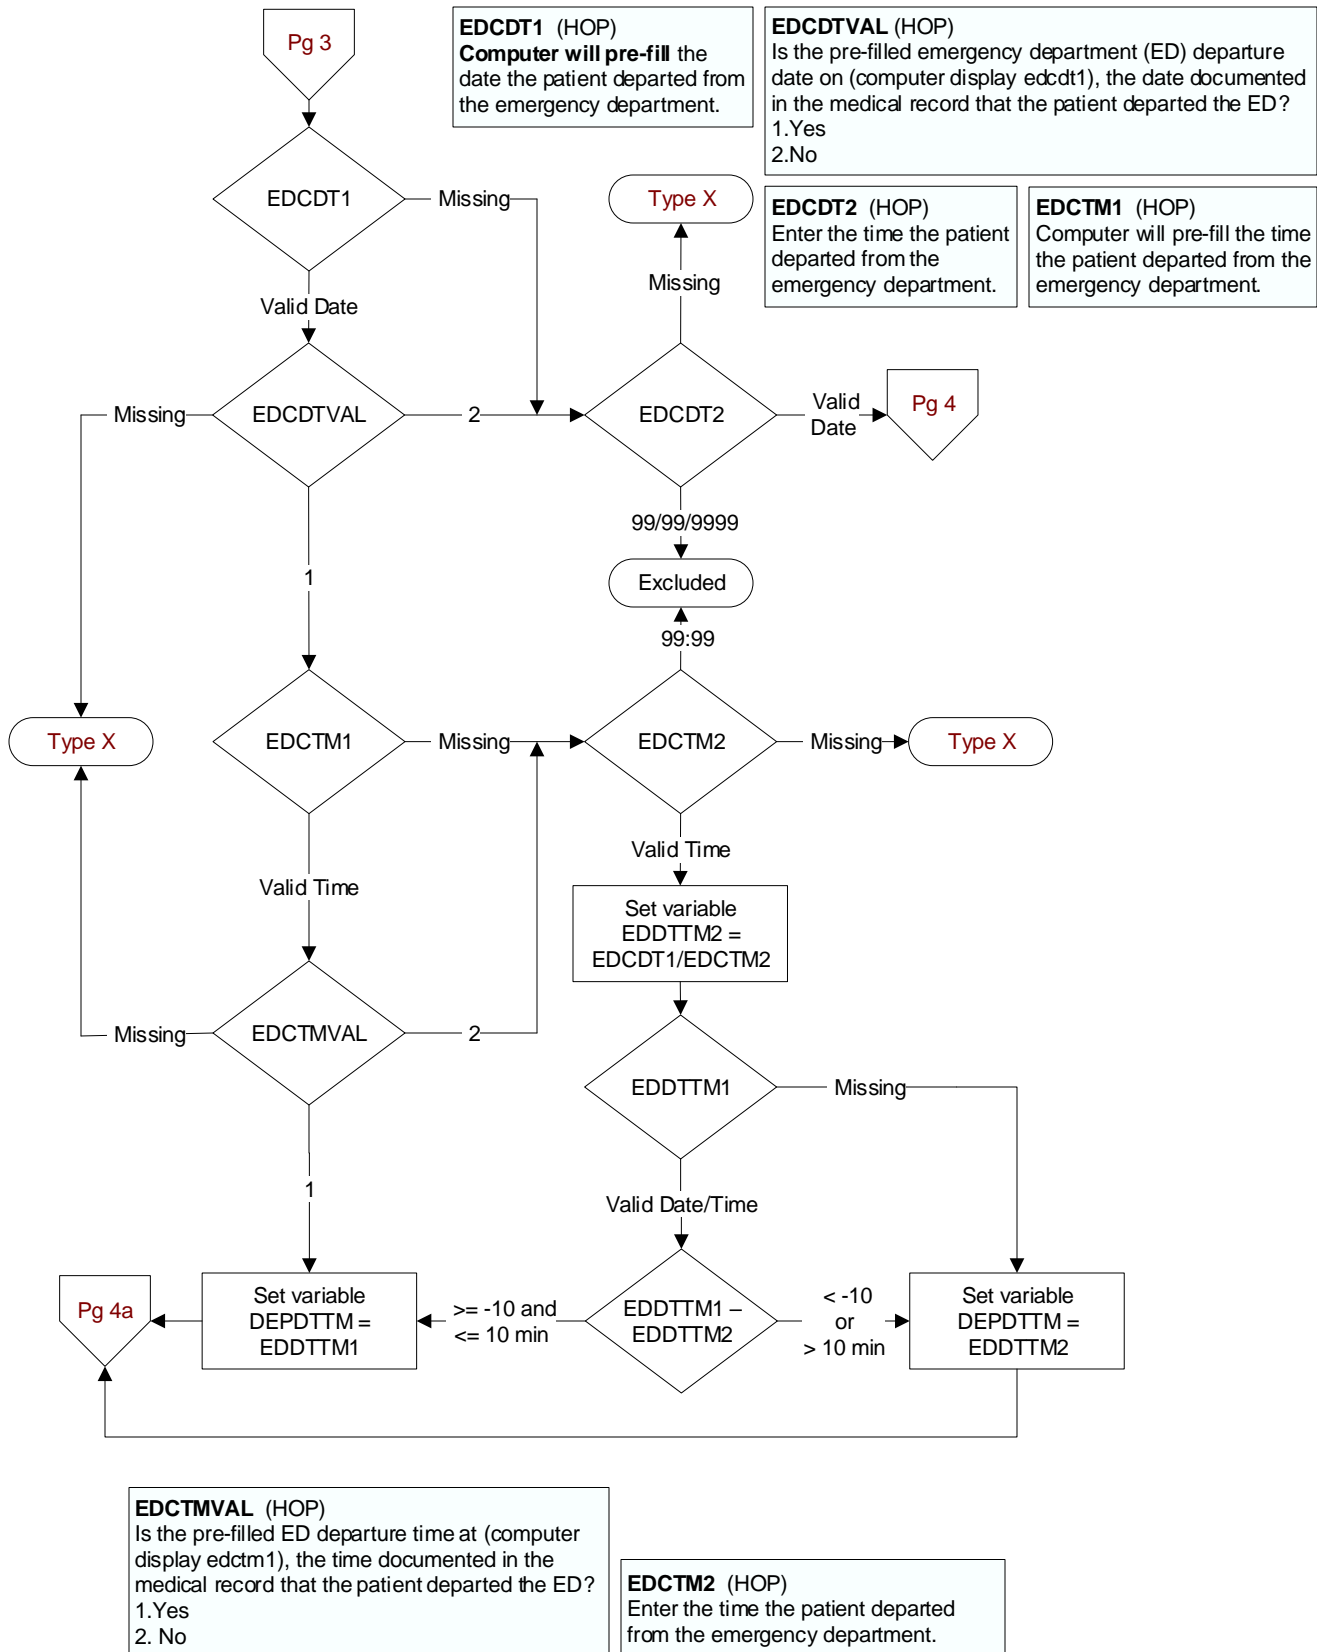 Pg 3
EDCDT1 (HOP)
Computer will pre-fill the
date the patient departed from
the emergency department.
EDCDTVAL (HOP)
Is the pre-filled emergency department (ED) departure
date on (computer display edcdt1), the date documented
in the medical record that the patient departed the ED?
1.Yes
2.No
EDCDT2 (HOP)
Enter the time the patient
departed from the
emergency department.
EDCTM1 (HOP)
Computer will pre-fill the time
the patient departed from the
emergency department.
EDCDT1
Missing
Type X
Missing
Valid Date
Missing
EDCDTVAL
2
EDCDT2
Valid
Date
Pg 4
99/99/9999
Excluded
1
99:99
Type X
EDCTM1
Missing
EDCTM2
Missing
Type X
Valid Time
Valid Time
Set variable
EDDTTM2 =
EDCDT1/EDCTM2
Missing
EDCTMVAL
2
EDDTTM1
Missing
1
Valid Date/Time
Pg 4a
Set variable
DEPDTTM =
EDDTTM1
>= -10 and
<= 10 min
EDDTTM1 –
EDDTTM2
< -10
or
> 10 min
Set variable
DEPDTTM =
EDDTTM2
EDCTMVAL (HOP)
Is the pre-filled ED departure time at (computer
display edctm1), the time documented in the
medical record that the patient departed the ED?
1.Yes
2. No
EDCTM2 (HOP)
Enter the time the patient departed
from the emergency department.